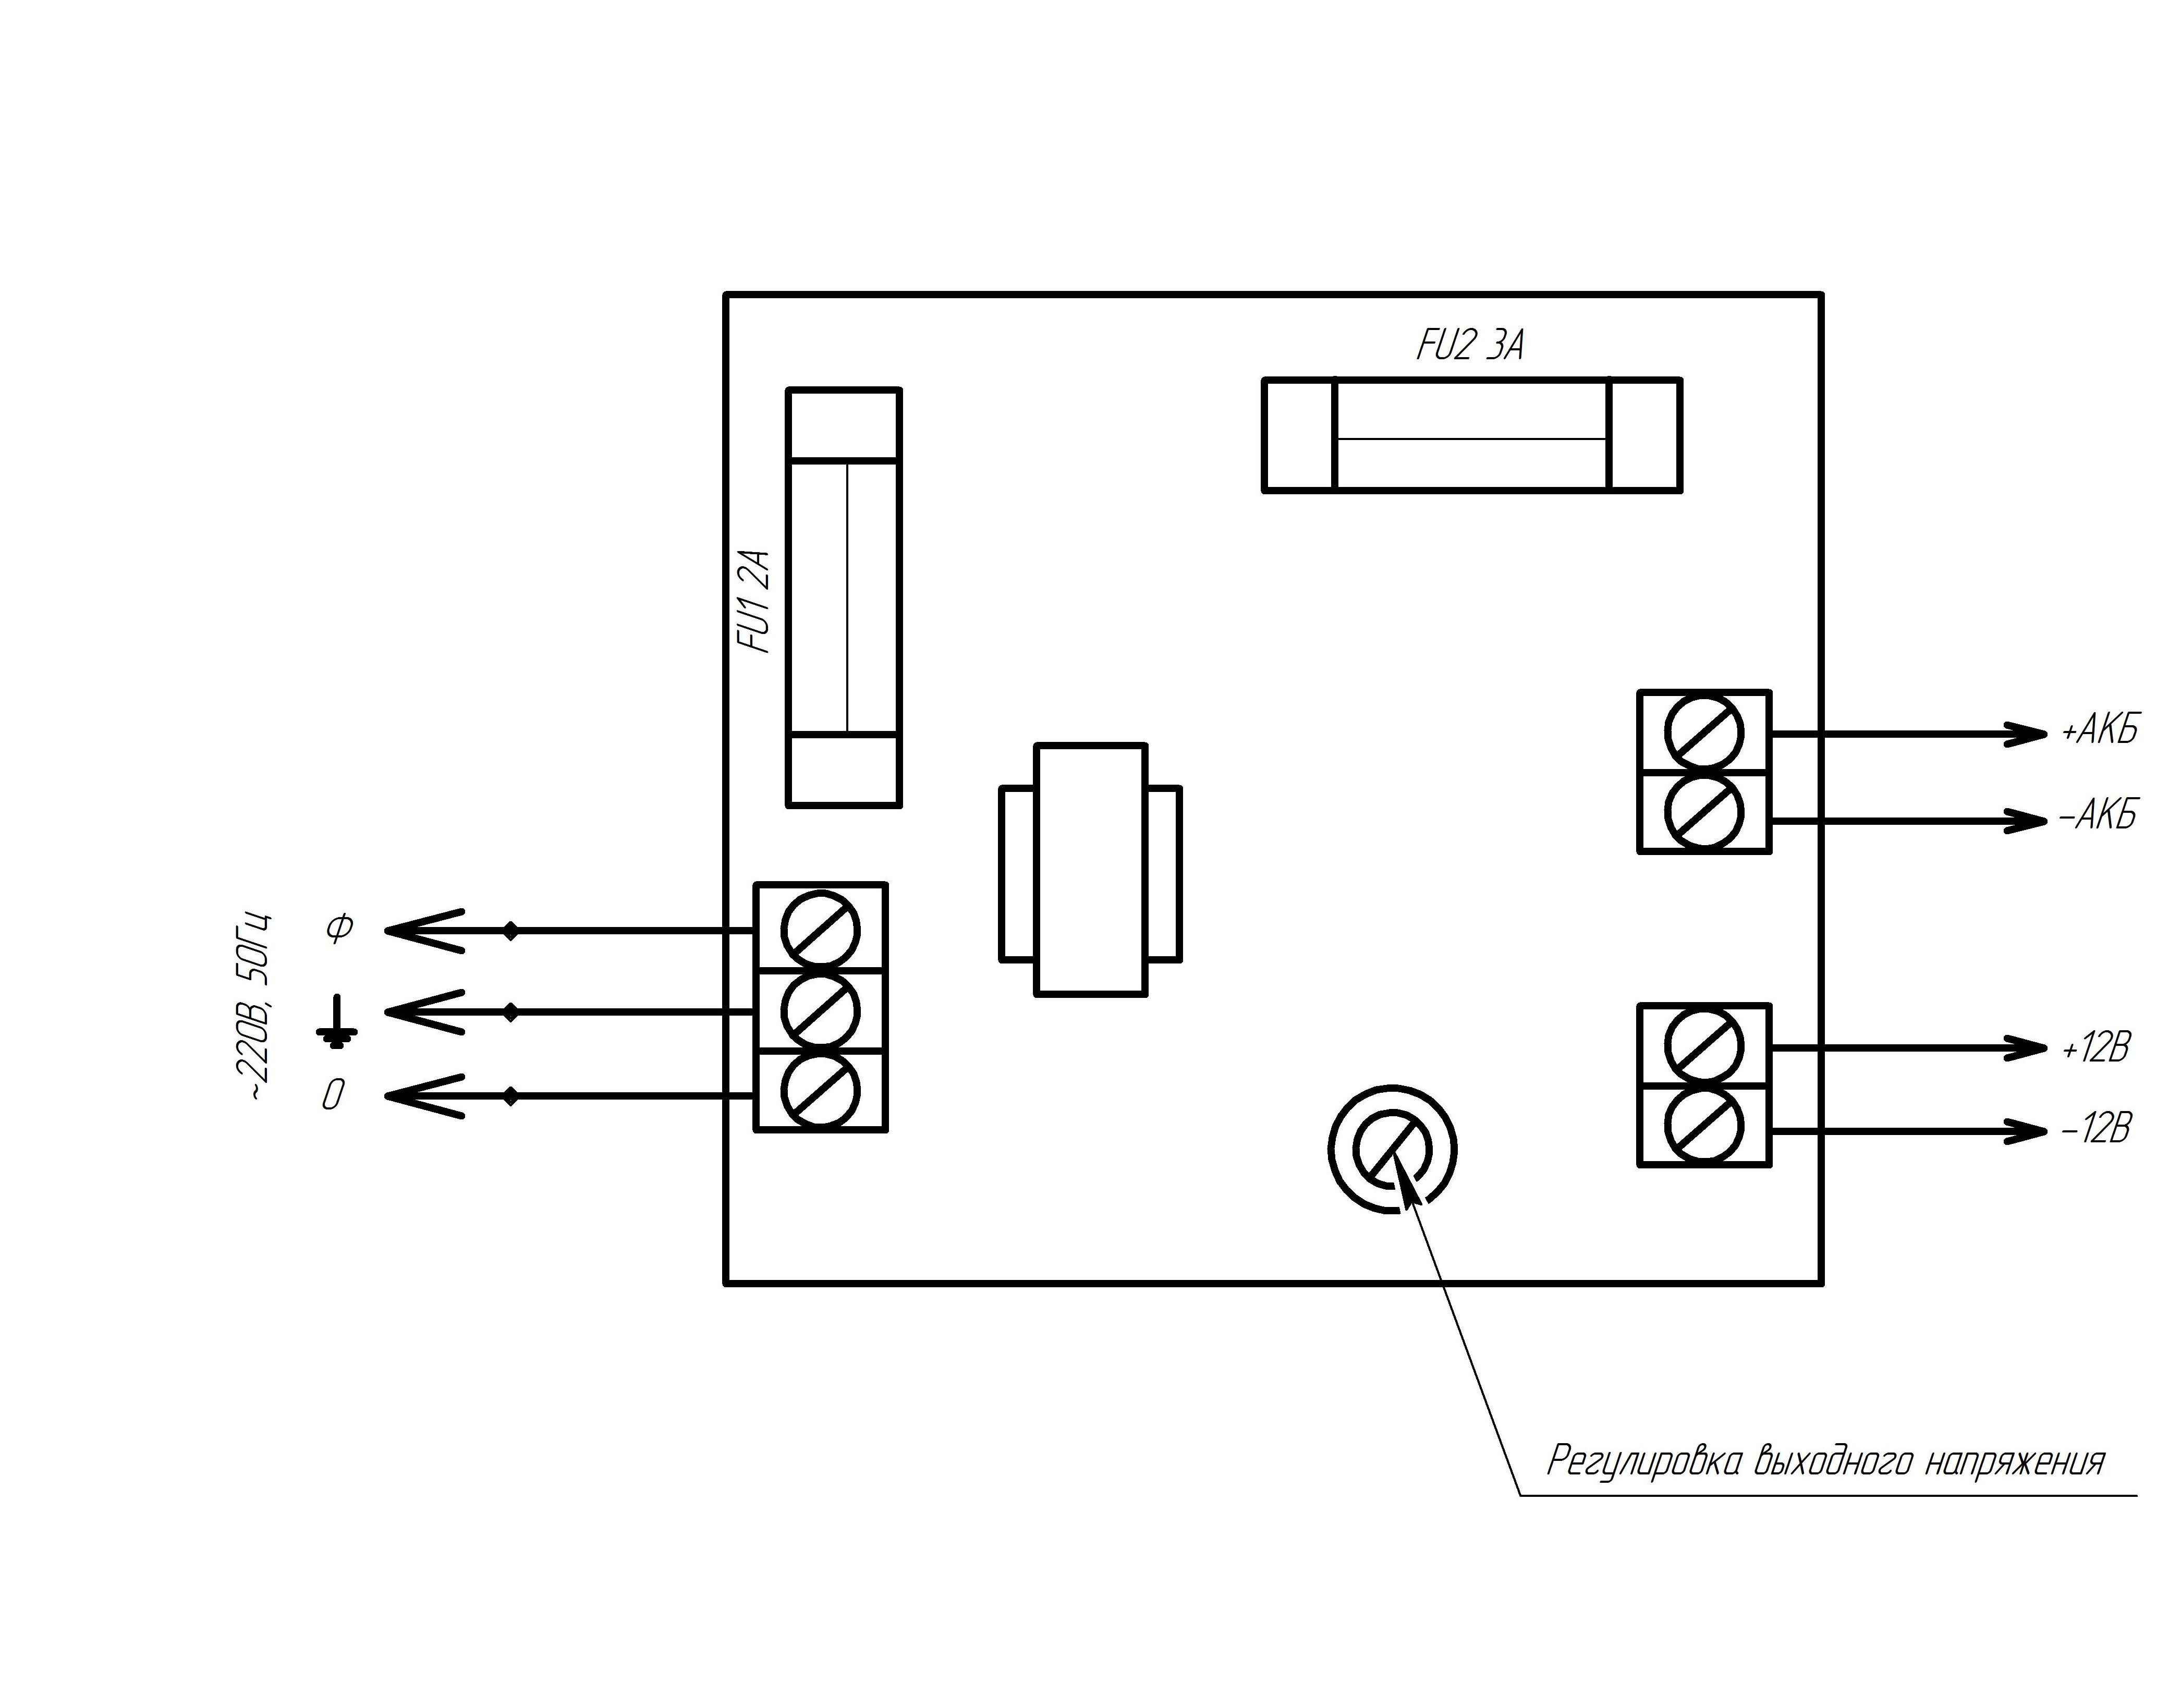 FU2 3А
FU1 2А
+АКБ
-АКБ
~220В, 50Гц
Ф
0
+12В
-12В
Регулировка выходного напряжения